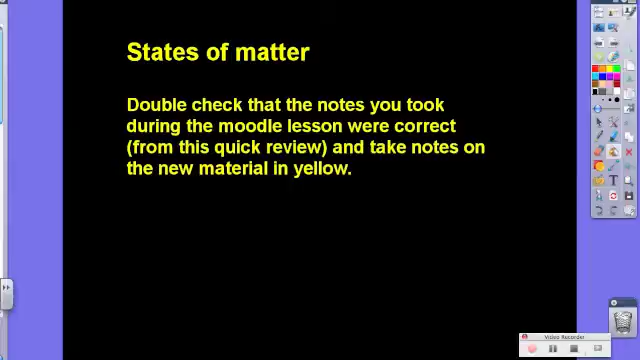 States of matter
Double check that the notes you took
during the moodle lesson were correct
(from this quick review) and take notes on
the new material in yellow.
Video Recorder